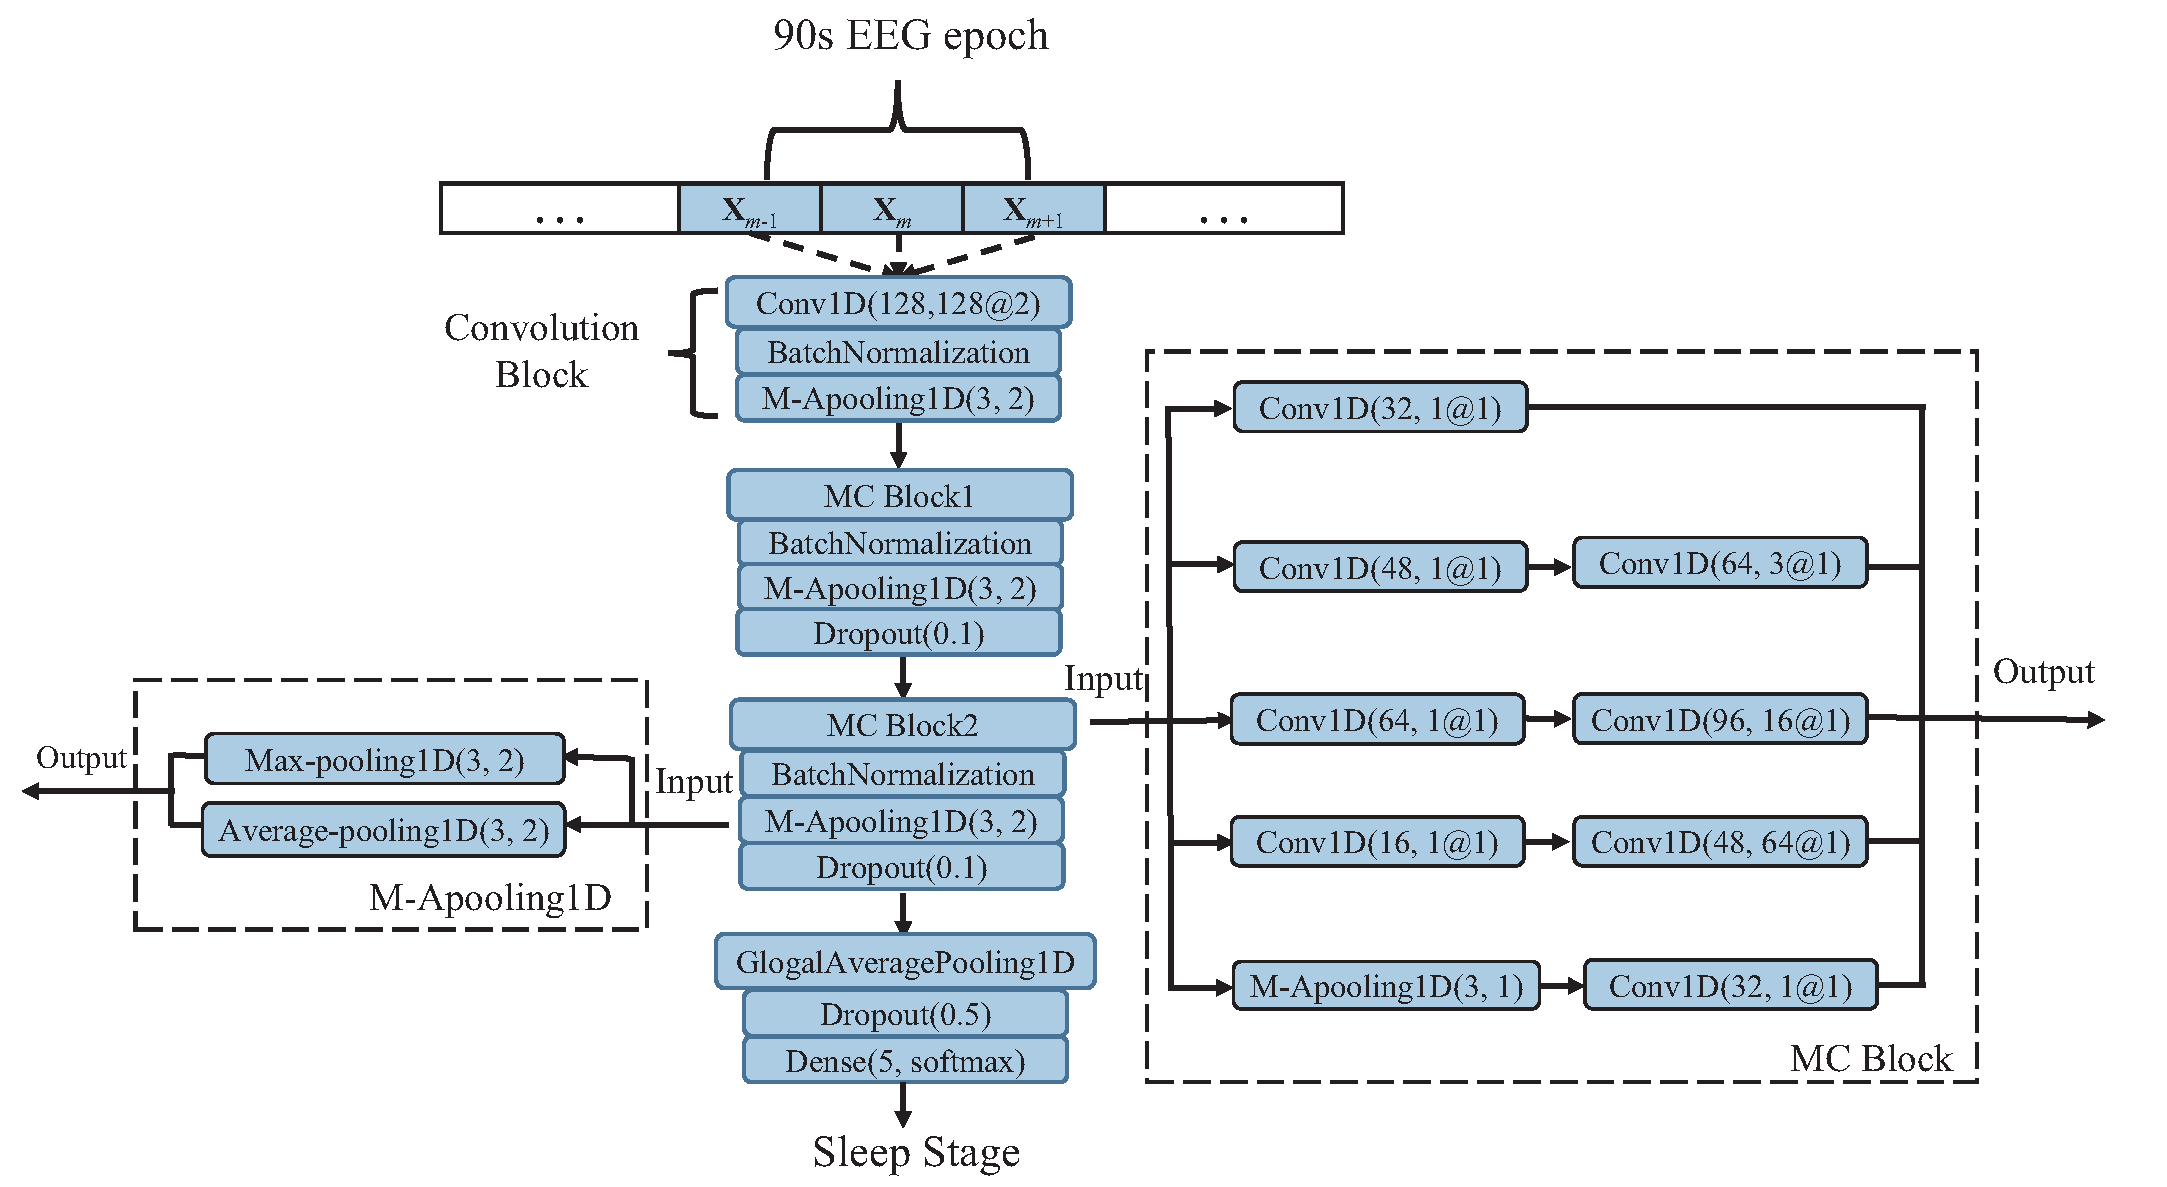 90s EEG epoch
. . .
X_{m-1}
X_m
X_{m+1}
. . .
Convolution
Block
Conv1D(128,128@2)
BatchNormalization
M-Apooling1D(3, 2)
MC Block1
BatchNormalization
M-Apooling1D(3, 2)
Dropout(0.1)
MC Block2
BatchNormalization
M-Apooling1D(3, 2)
Dropout(0.1)
GlogalAveragePooling1D
Dropout(0.5)
Dense(5, softmax)
Sleep Stage
Input
Max-pooling1D(3, 2)
Average-pooling1D(3, 2)
M-Apooling1D
Output
Input
Conv1D(32, 1@1)
Conv1D(48, 1@1)
Conv1D(64, 3@1)
Conv1D(64, 1@1)
Conv1D(96, 16@1)
Conv1D(16, 1@1)
Conv1D(48, 64@1)
M-Apooling1D(3, 1)
Conv1D(32, 1@1)
MC Block
Output